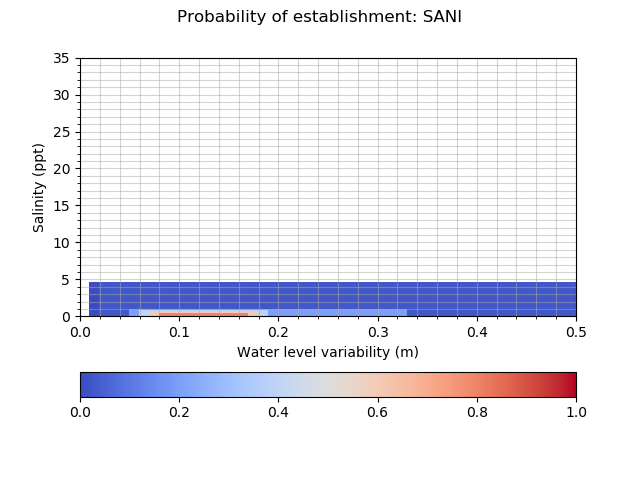 Probability of establishment: SANI
35
30
25
20
15
10
5
0
Salinity (ppt)
0.0 0.1 0.2 0.3 0.4 0.5
Water level variability (m)
0.0 0.2 0.4 0.6 0.8 1.0